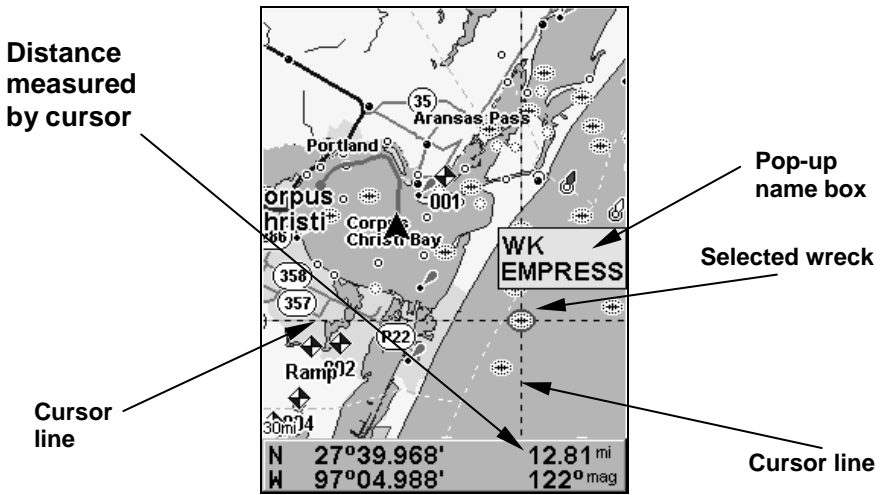 Distance
measured
by cursor
35
Aransas Pass
Portland
001
orpus
hristi
Corpus
Christi Bay
WK
EMPRESS
358
357
P22
Ramp
002
30mi
Pop-up
name box
Selected wreck
Cursor
line
Cursor line
N 27°39.968' 12.81 mi
W 97°04.988' 122° mag